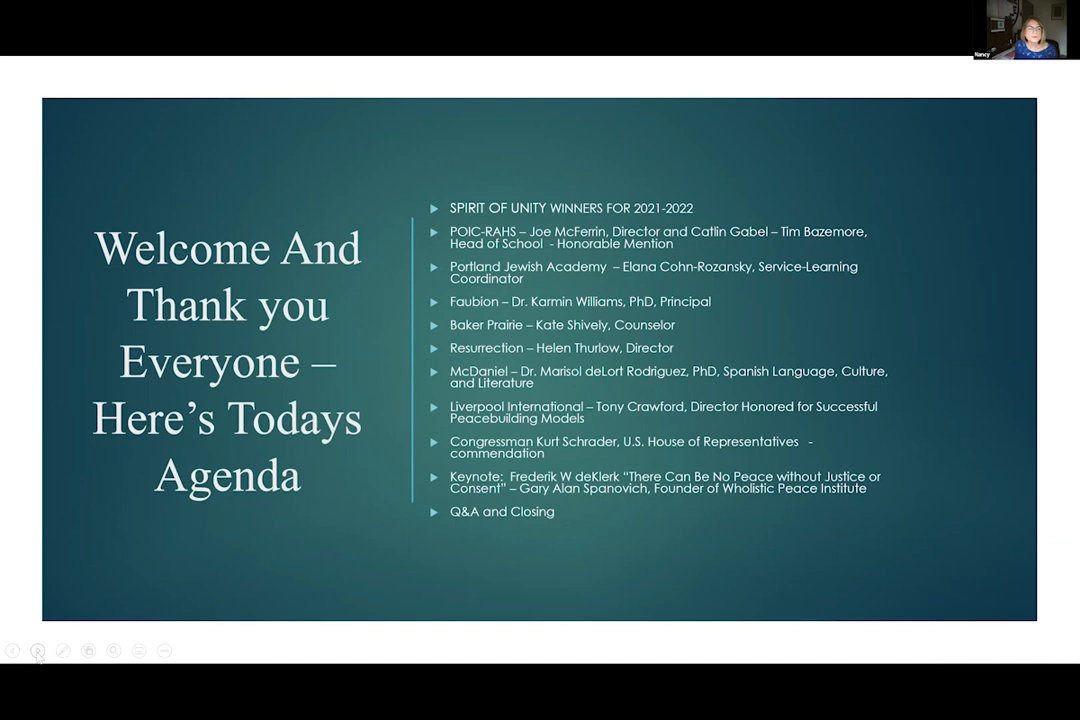 Nancy
Welcome And
Thank you
Everyone –
Here's Todays
Agenda
SPIRIT OF UNITY WINNERS FOR 2021-2022
POIC-RAHS – Joe McFerrin, Director and Catlin Gabel – Tim Bazemore,
Head of School - Honorable Mention
Portland Jewish Academy – Elana Cohn-Rozansky, Service-Learning
Coordinator
Faubion – Dr. Karmin Williams, PhD, Principal
Baker Prairie – Kate Shively, Counselor
Resurrection – Helen Thurlow, Director
McDaniel – Dr. Marisol deLort Rodriguez, PhD, Spanish Language, Culture,
and Literature
Liverpool International – Tony Crawford, Director Honored for Successful
Peacebuilding Models
Congressman Kurt Schrader, U.S. House of Representatives -
commendation
Keynote: Frederik W deKlerk “There Can Be No Peace without Justice or
Consent” – Gary Alan Spanovich, Founder of Wholistic Peace Institute
Q&A and Closing